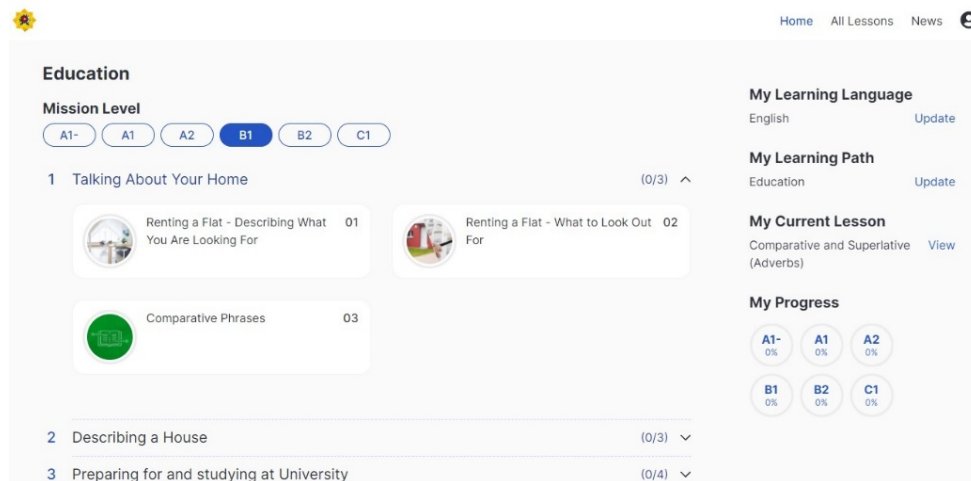 Home All Lessons News
Education
Mission Level
A1- A1 A2 B1 B2 C1
1 Talking About Your Home (0/3)
Renting a Flat - Describing What 01
You Are Looking For
Renting a Flat - What to Look Out 02
For
Comparative Phrases 03
2 Describing a House (0/3)
3 Preparing for and studying at University (0/4)
My Learning Language
English Update
My Learning Path
Education Update
My Current Lesson
Comparative and Superlative View
(Adverbs)
My Progress
A1- A1 A2
0% 0% 0%
B1 B2 C1
0% 0% 0%